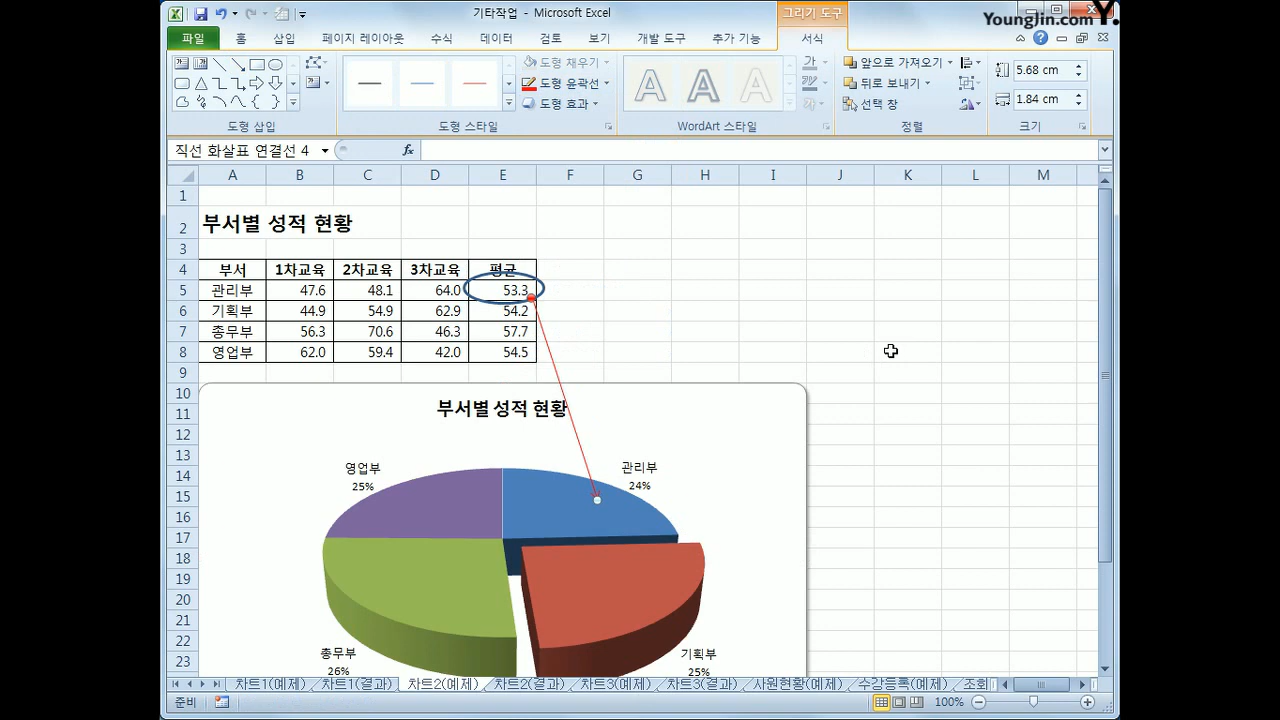 기타작업 - Microsoft Excel
그리기 도구
YoungJin.com Y.
파일 홈 삽입 페이지 레이아웃 수식 데이터 검토 보기 개발 도구 추가 기능 서식
도형 채우기
도형 윤곽선
도형 효과
가
앞으로 가져오기
뒤로 보내기
선택 창
5.68 cm
1.84 cm
도형 삽입 도형 스타일 WordArt 스타일 정렬 크기
직선 화살표 연결선 4 fx
A B C D E F G H I J K L M
1
2 부서별 성적 현황
3
4 부서 1차교육 2차교육 3차교육 평균
5 관리부 47.6 48.1 64.0 53.3
6 기획부 44.9 54.9 62.9 54.2
7 총무부 56.3 70.6 46.3 57.7
8 영업부 62.0 59.4 42.0 54.5
9
10
11 부서별 성적 현황
12
13
14 영업부 관리부
15 25% 24%
16
17
18
19
20
21
22
23
총무부 기획부
26% 25%
차트1(예제) 차트1(결과) 차트2(예제) 차트2(결과) 차트3(예제) 차트3(결과) 사원현황(예제) 수강등록(예제) 조회
준비 100%